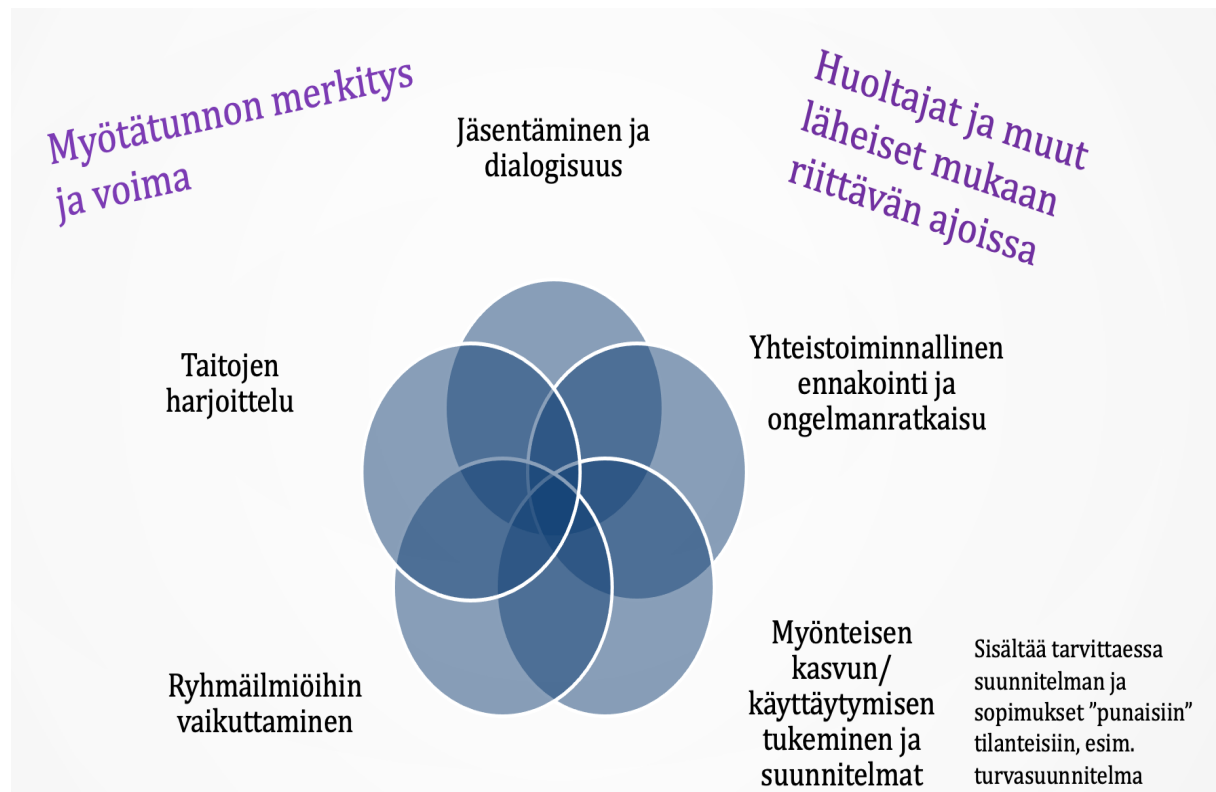 Myötätunnon merkitys
ja voima
Jäsentäminen ja
dialogisuus
Huoltajat ja muut
läheiset mukaan
riittävän ajoissa
Taitojen
harjoittelu
Yhteistoiminnallinen
ennakointi ja
ongelmanratkaisu
Ryhmäilmiöihin
vaikuttaminen
Myönteisen
kasvun/
käyttäytymisen
tukeminen ja
suunnitelmat
Sisältää tarvittaessa
suunnitelman ja
sopimukset ”punaisiin”
tilanteisiin, esim.
turvasuunnitelma